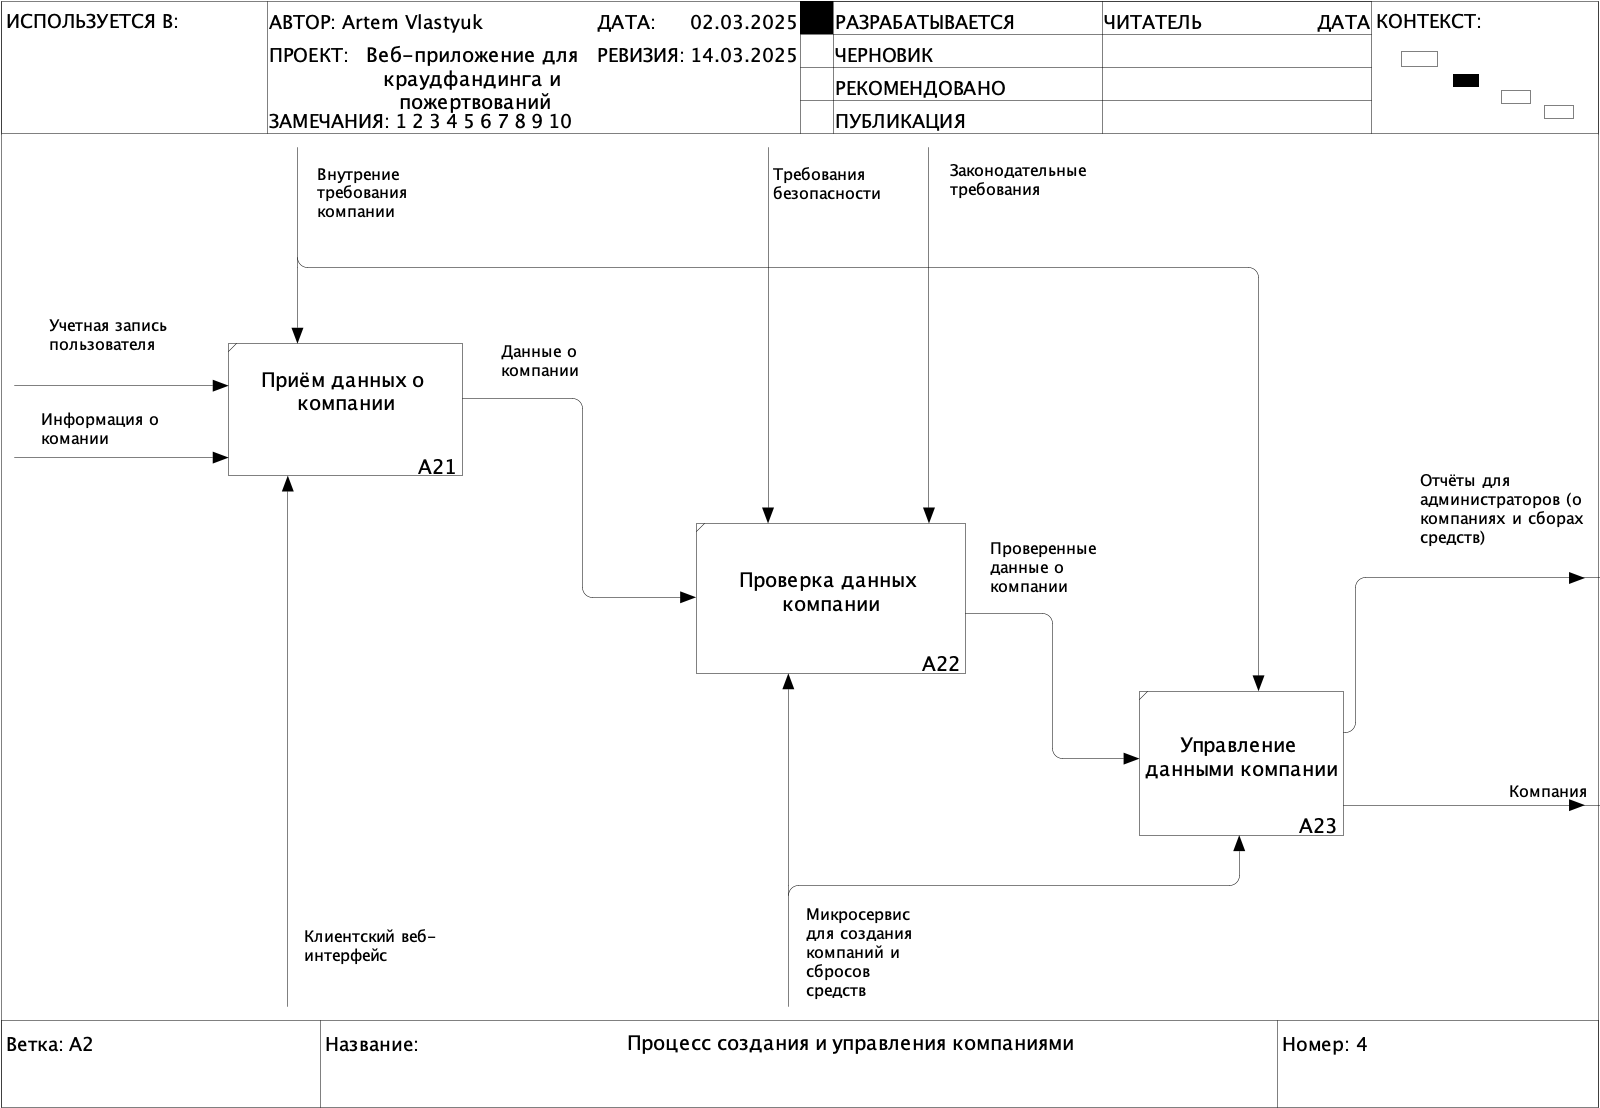 ИСПОЛЬЗУЕТСЯ В:
АВТОР: Artem Vlastyuk
ДАТА: 02.03.2025
РАЗРАБАТЫВАЕТСЯ
ЧИТАТЕЛЬ
ДАТА
КОНТЕКСТ:
ПРОЕКТ: Веб-приложение для
краудфандинга и
пожертвований
РЕВИЗИЯ: 14.03.2025
ЧЕРНОВИК
РЕКОМЕНДОВАНО
ЗАМЕЧАНИЯ: 1 2 3 4 5 6 7 8 9 10
ПУБЛИКАЦИЯ
Внутрение
требования
компании
Требования
безопасности
Законодательные
требования
Учетная запись
пользователя
Информация о
комании
Приём данных о
компании
A21
Данные о
компании
Проверка данных
компании
A22
Проверенные
данные о
компании
Отчёты для
администраторов (о
компаниях и сборах
средств)
Управление
данными компании
A23
Компания
Клиентский веб-
интерфейс
Микросервис
для создания
компаний и
сбросов
средств
Ветка: A2
Название:
Процесс создания и управления компаниями
Номер: 4